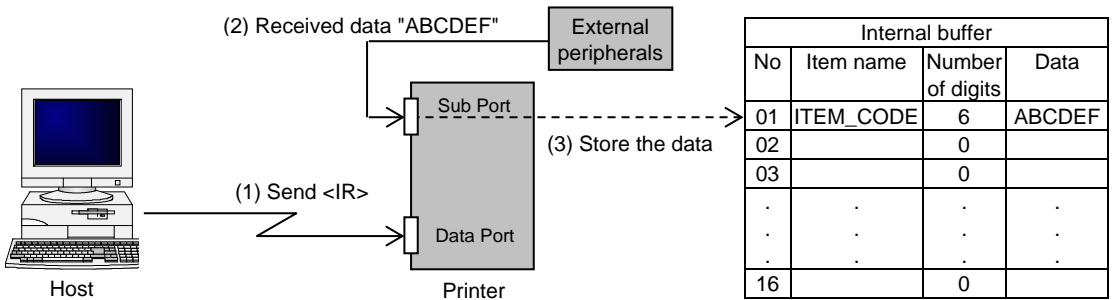 (2) Received data "ABCDEF"
External
peripherals
Sub Port
(3) Store the data
(1) Send <IR>
Data Port
Host
Printer
Internal buffer
No Item name Number of digits Data
01 ITEM_CODE 6 ABCDEF
02 0
03 0
. . . .
. . . .
. . . .
16 0